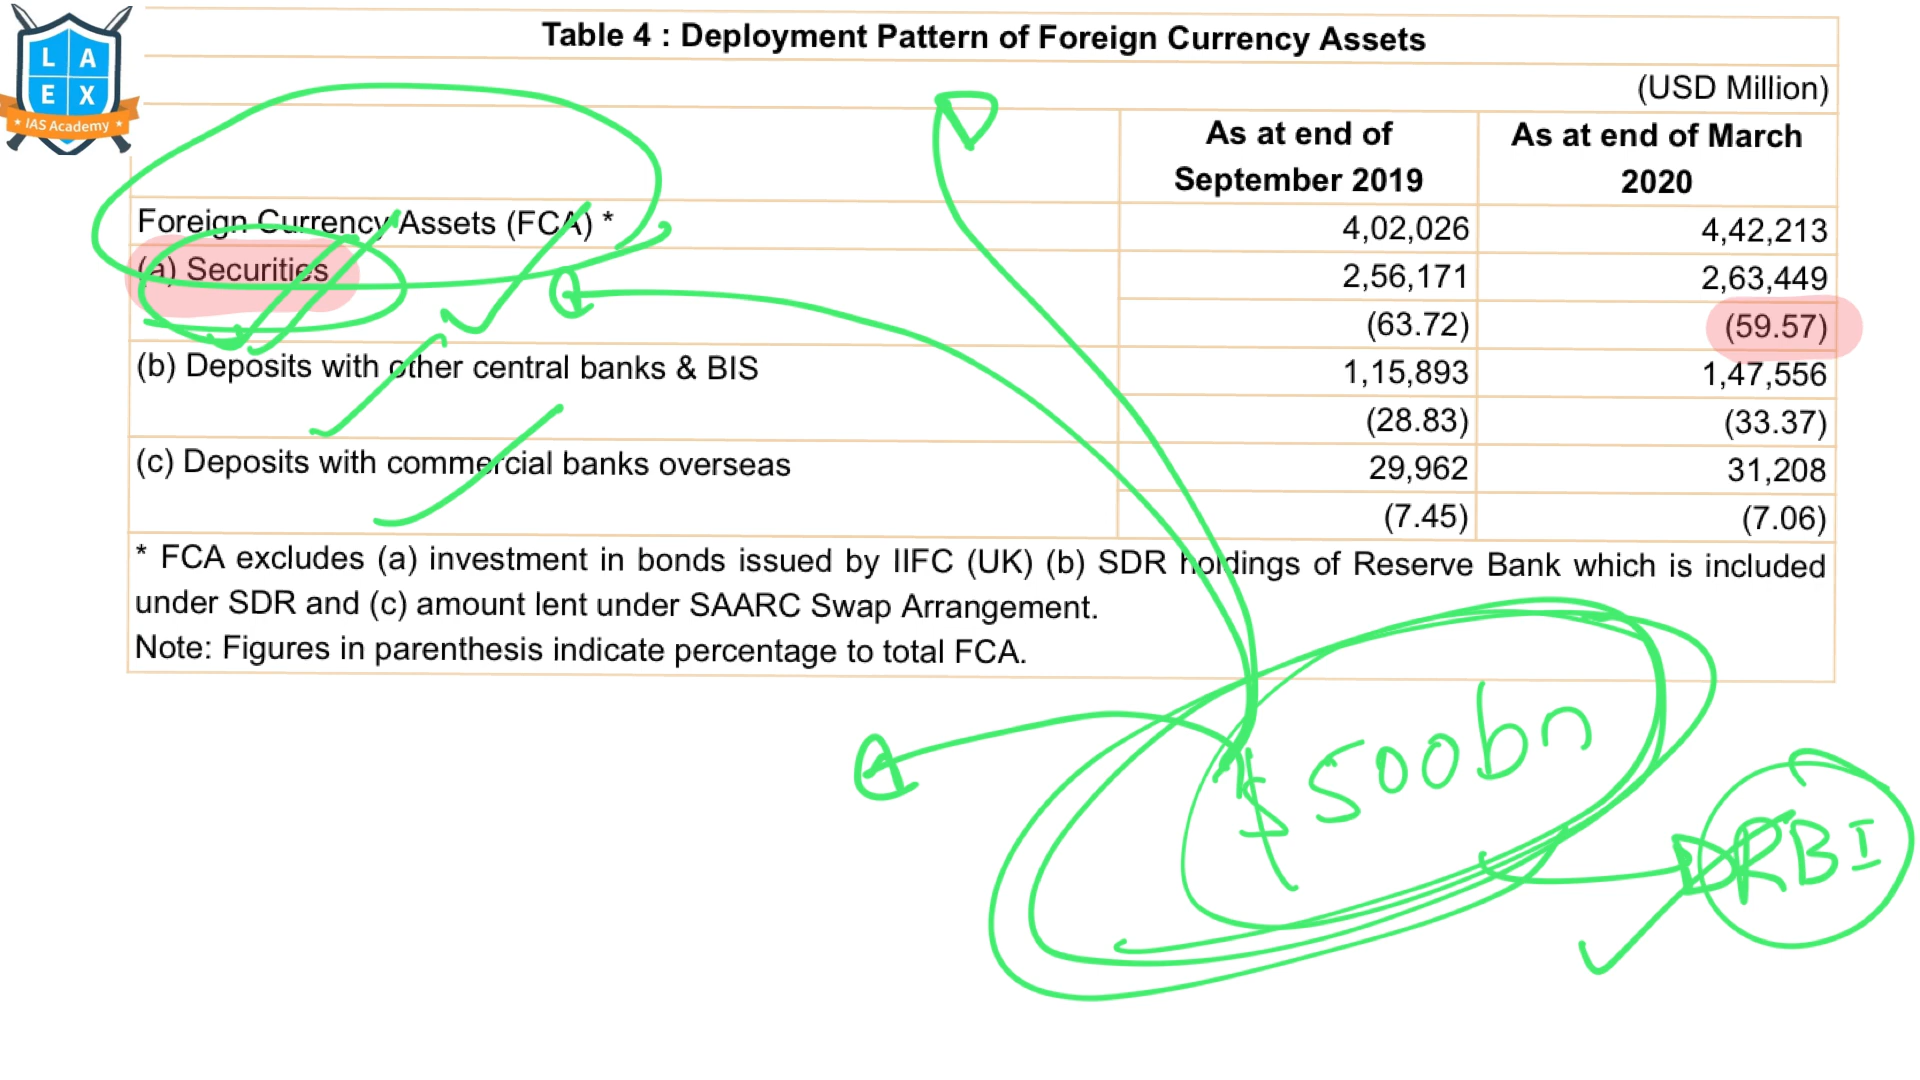 L A
E X
★ IAS Academy ★
Table 4 : Deployment Pattern of Foreign Currency Assets
(USD Million)
As at end of September 2019
As at end of March 2020
Foreign Currency Assets (FCA) * 4,02,026 4,42,213
(a) Securities 2,56,171 2,63,449
(63.72) (59.57)
(b) Deposits with other central banks & BIS 1,15,893 1,47,556
(28.83) (33.37)
(c) Deposits with commercial banks overseas 29,962 31,208
(7.45) (7.06)
* FCA excludes (a) investment in bonds issued by IIFC (UK) (b) SDR holdings of Reserve Bank which is included
under SDR and (c) amount lent under SAARC Swap Arrangement.
Note: Figures in parenthesis indicate percentage to total FCA.
$ 500bn
RBI